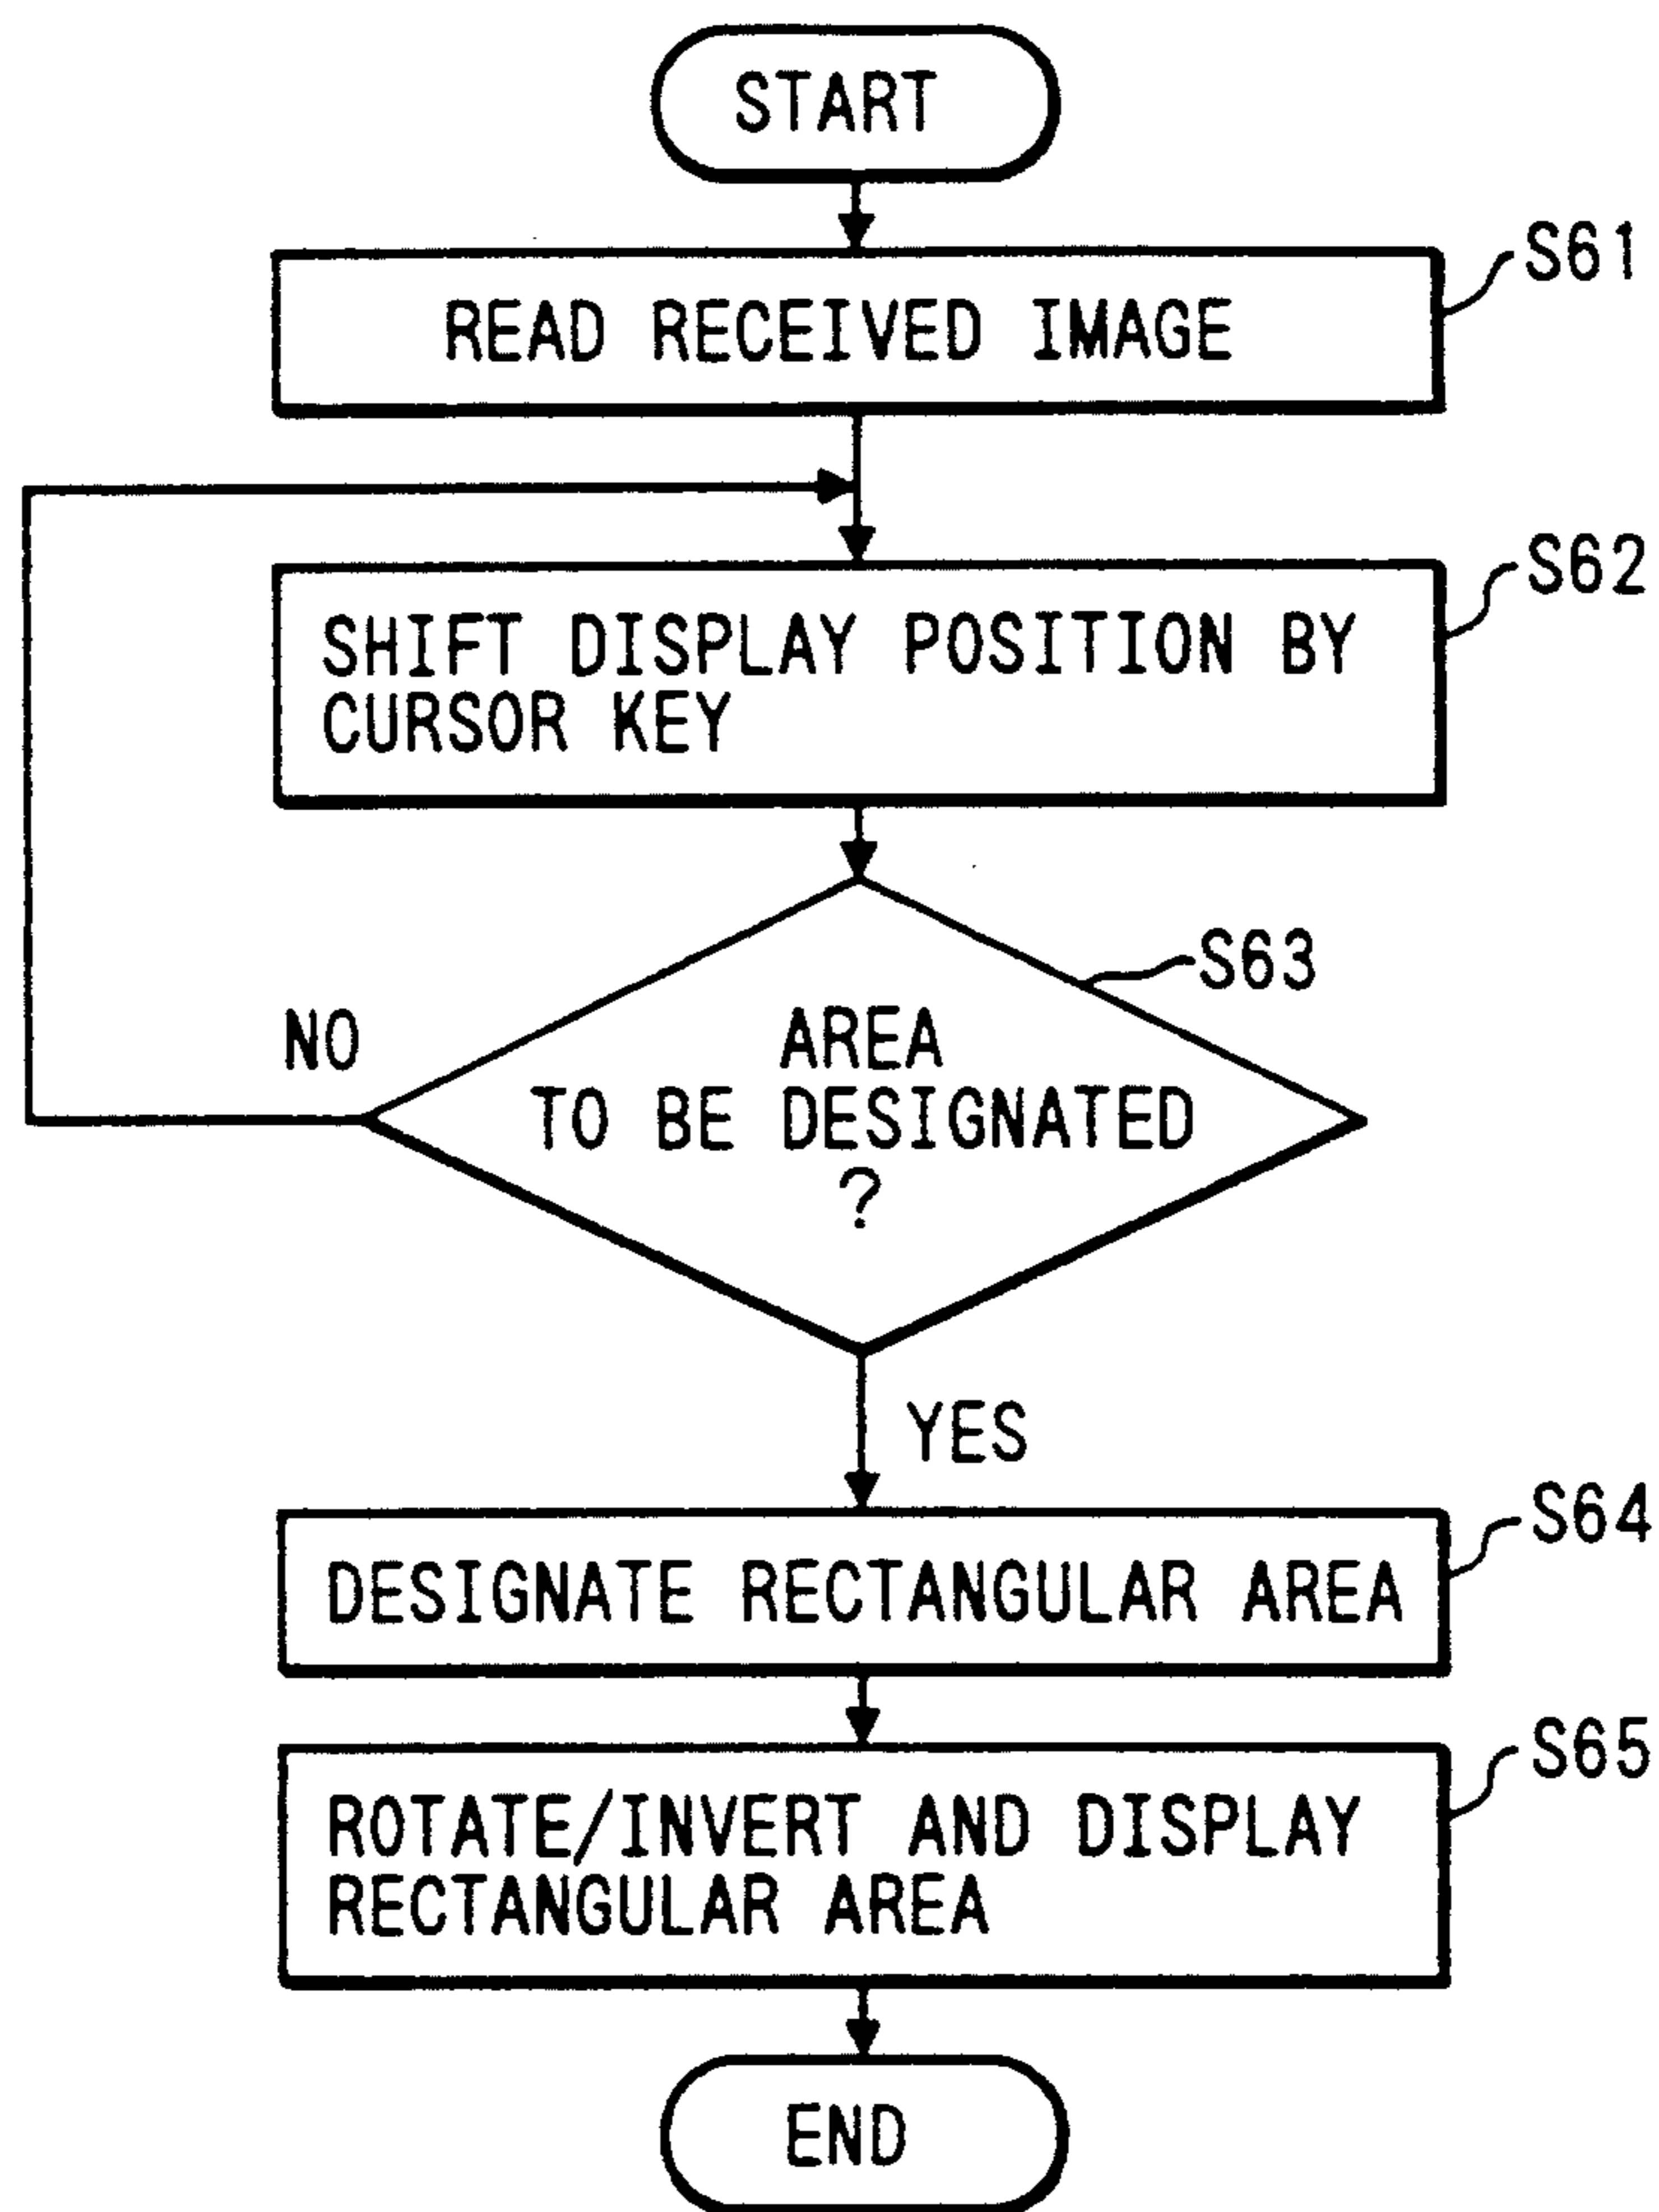 START
S61
READ RECEIVED IMAGE
S62
SHIFT DISPLAY POSITION BY
CURSOR KEY
S63
NO
AREA
TO BE DESIGNATED
?
YES
S64
DESIGNATE RECTANGULAR AREA
S65
ROTATE/INVERT AND DISPLAY
RECTANGULAR AREA
END